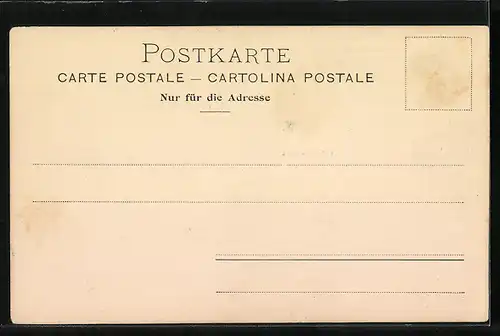 POSTKARTE
CARTE POSTALE — CARTOLINA POSTALE
Nur für die Adresse